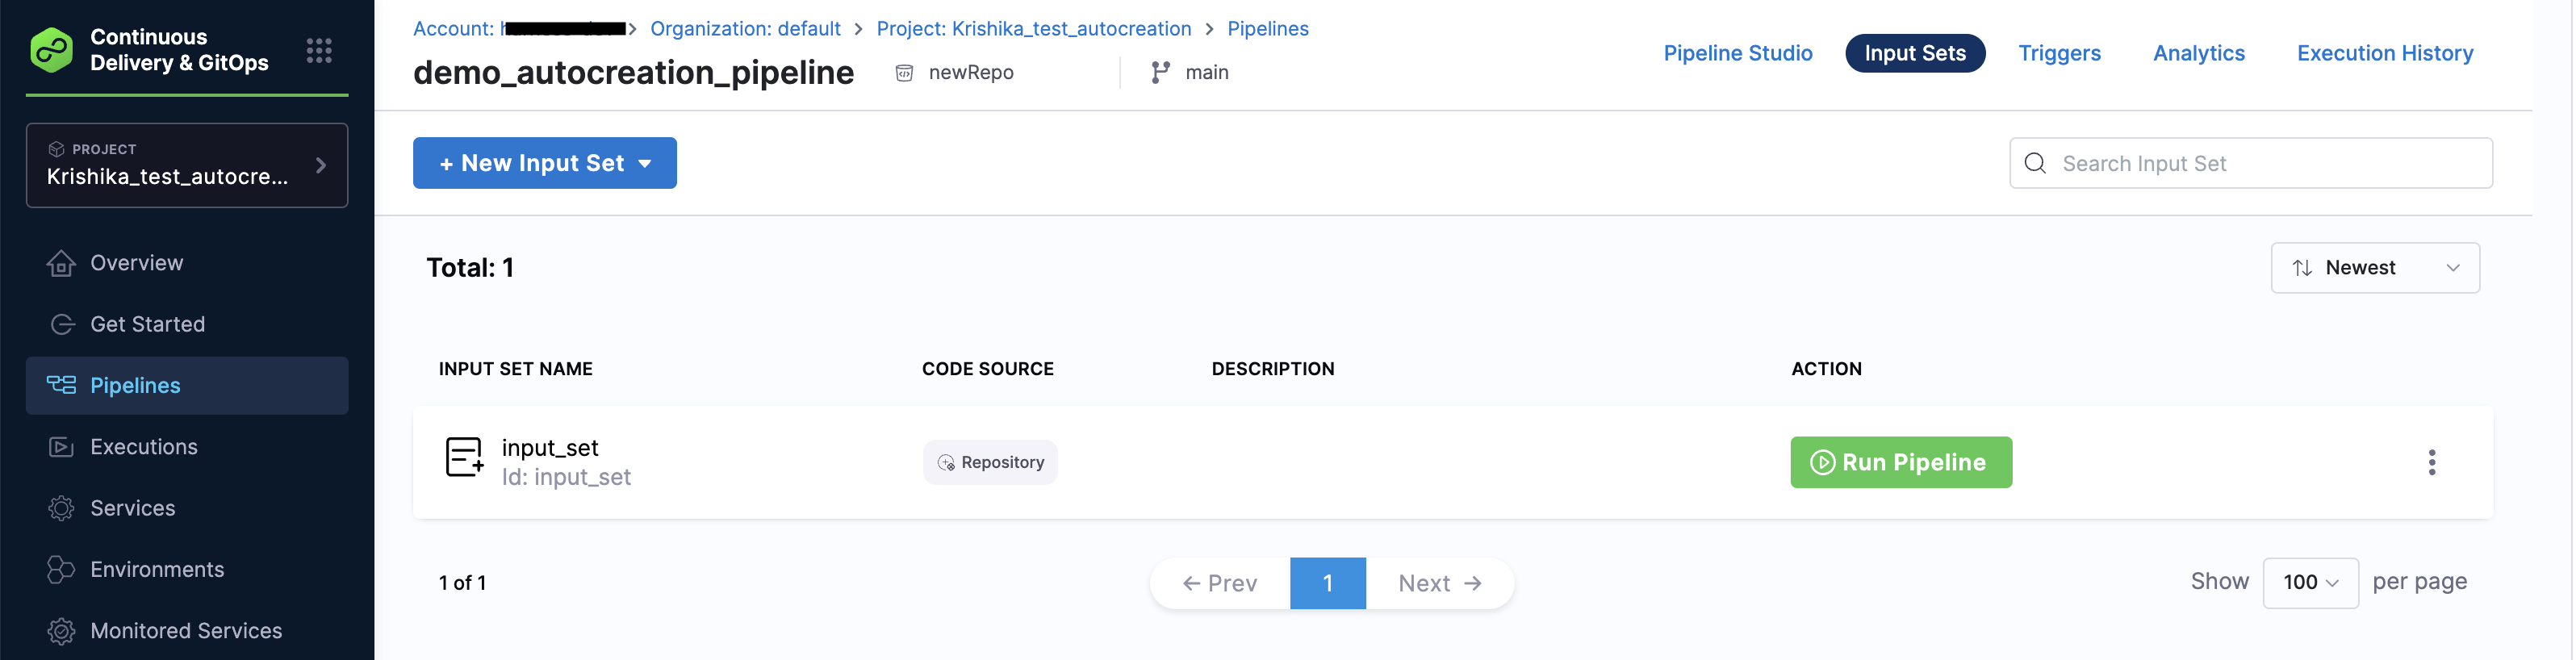 Continuous
Delivery & GitOps
PROJECT
Krishika_test_autocre...
Overview
Get Started
Pipelines
Executions
Services
Environments
Monitored Services
Account: > Organization: default > Project: Krishika_test_autocreation > Pipelines
demo_autocreation_pipeline newRepo main
Pipeline Studio Input Sets Triggers Analytics Execution History
+ New Input Set
Search Input Set
Total: 1
Newest
INPUT SET NAME CODE SOURCE DESCRIPTION ACTION
input_set
Id: input_set
Repository
Run Pipeline
1 of 1
← Prev 1 Next →
Show 100 per page